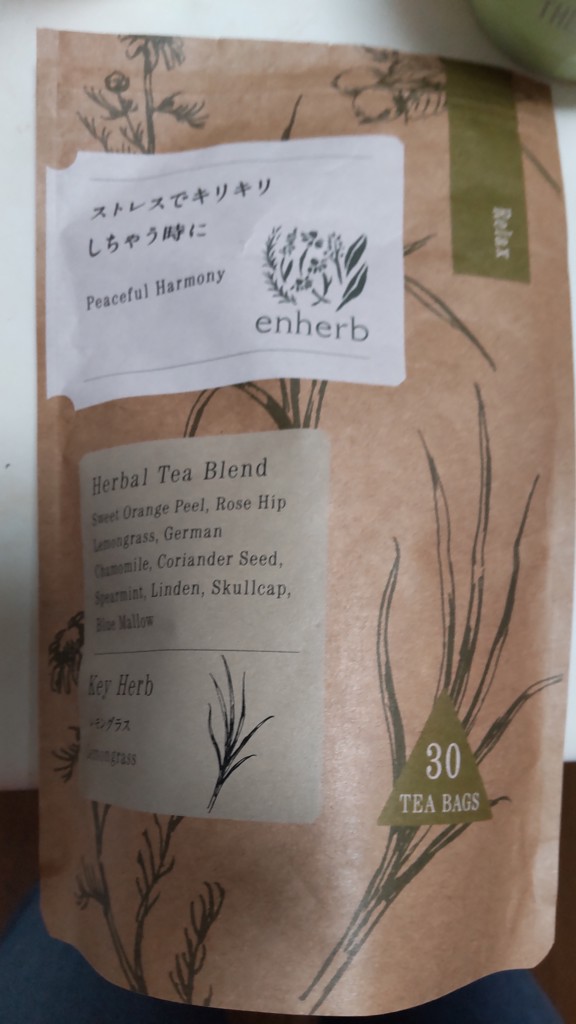 THE
Relax
ストレスでキリキリ
しちゃう時に
Peaceful Harmony
enherb
Herbal Tea Blend
Sweet Orange Peel, Rose Hip
Lemongrass, German
Chamomile, Coriander Seed,
Spearmint, Linden, Skullcap,
Blue Mallow
Key Herb
レモングラス
Lemongrass
30
TEA BAGS